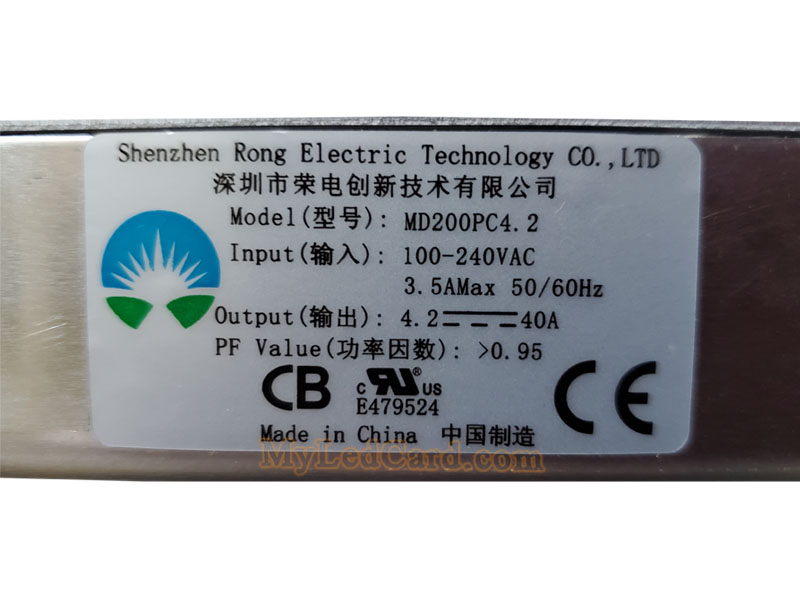 Shenzhen Rong Electric Technology CO.,LTD
深圳市荣电创新技术有限公司
Model(型号): MD200PC4.2
Input(输入): 100-240VAC
3.5AMax 50/60Hz
Output(输出): 4.2⎓40A
PF Value(功率因数): >0.95
CB c RU® US CE
E479524
Made in China 中国制造
MyLedCard.com